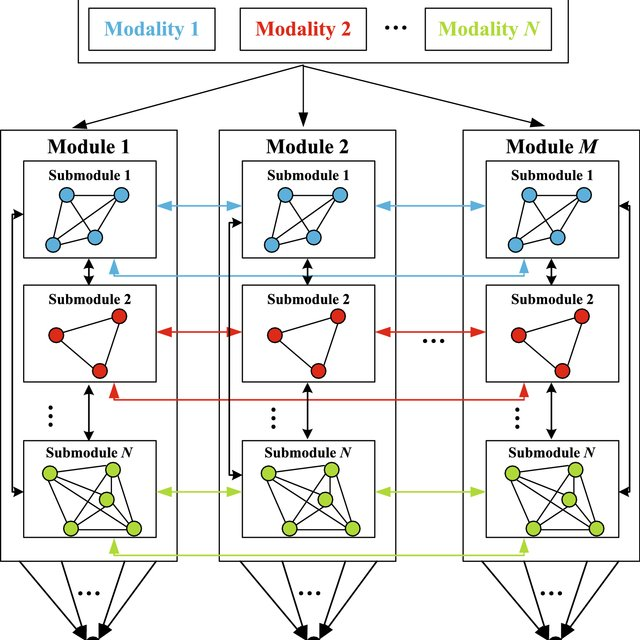 Modality 1 Modality 2 ... Modality N
Module 1 Module 2 Module M
Submodule 1 Submodule 1 Submodule 1
Submodule 2 Submodule 2 Submodule 2
...
... ... ...
Submodule N Submodule N Submodule N
... ... ...